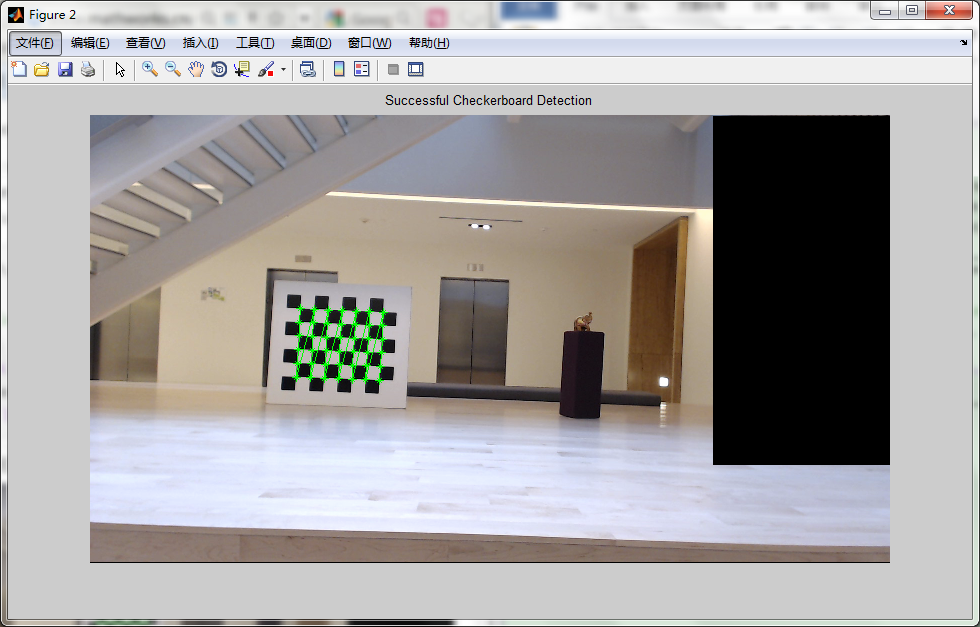 Figure 2
文件(F) 编辑(E) 查看(V) 插入(I) 工具(T) 桌面(D) 窗口(W) 帮助(H)
Successful Checkerboard Detection